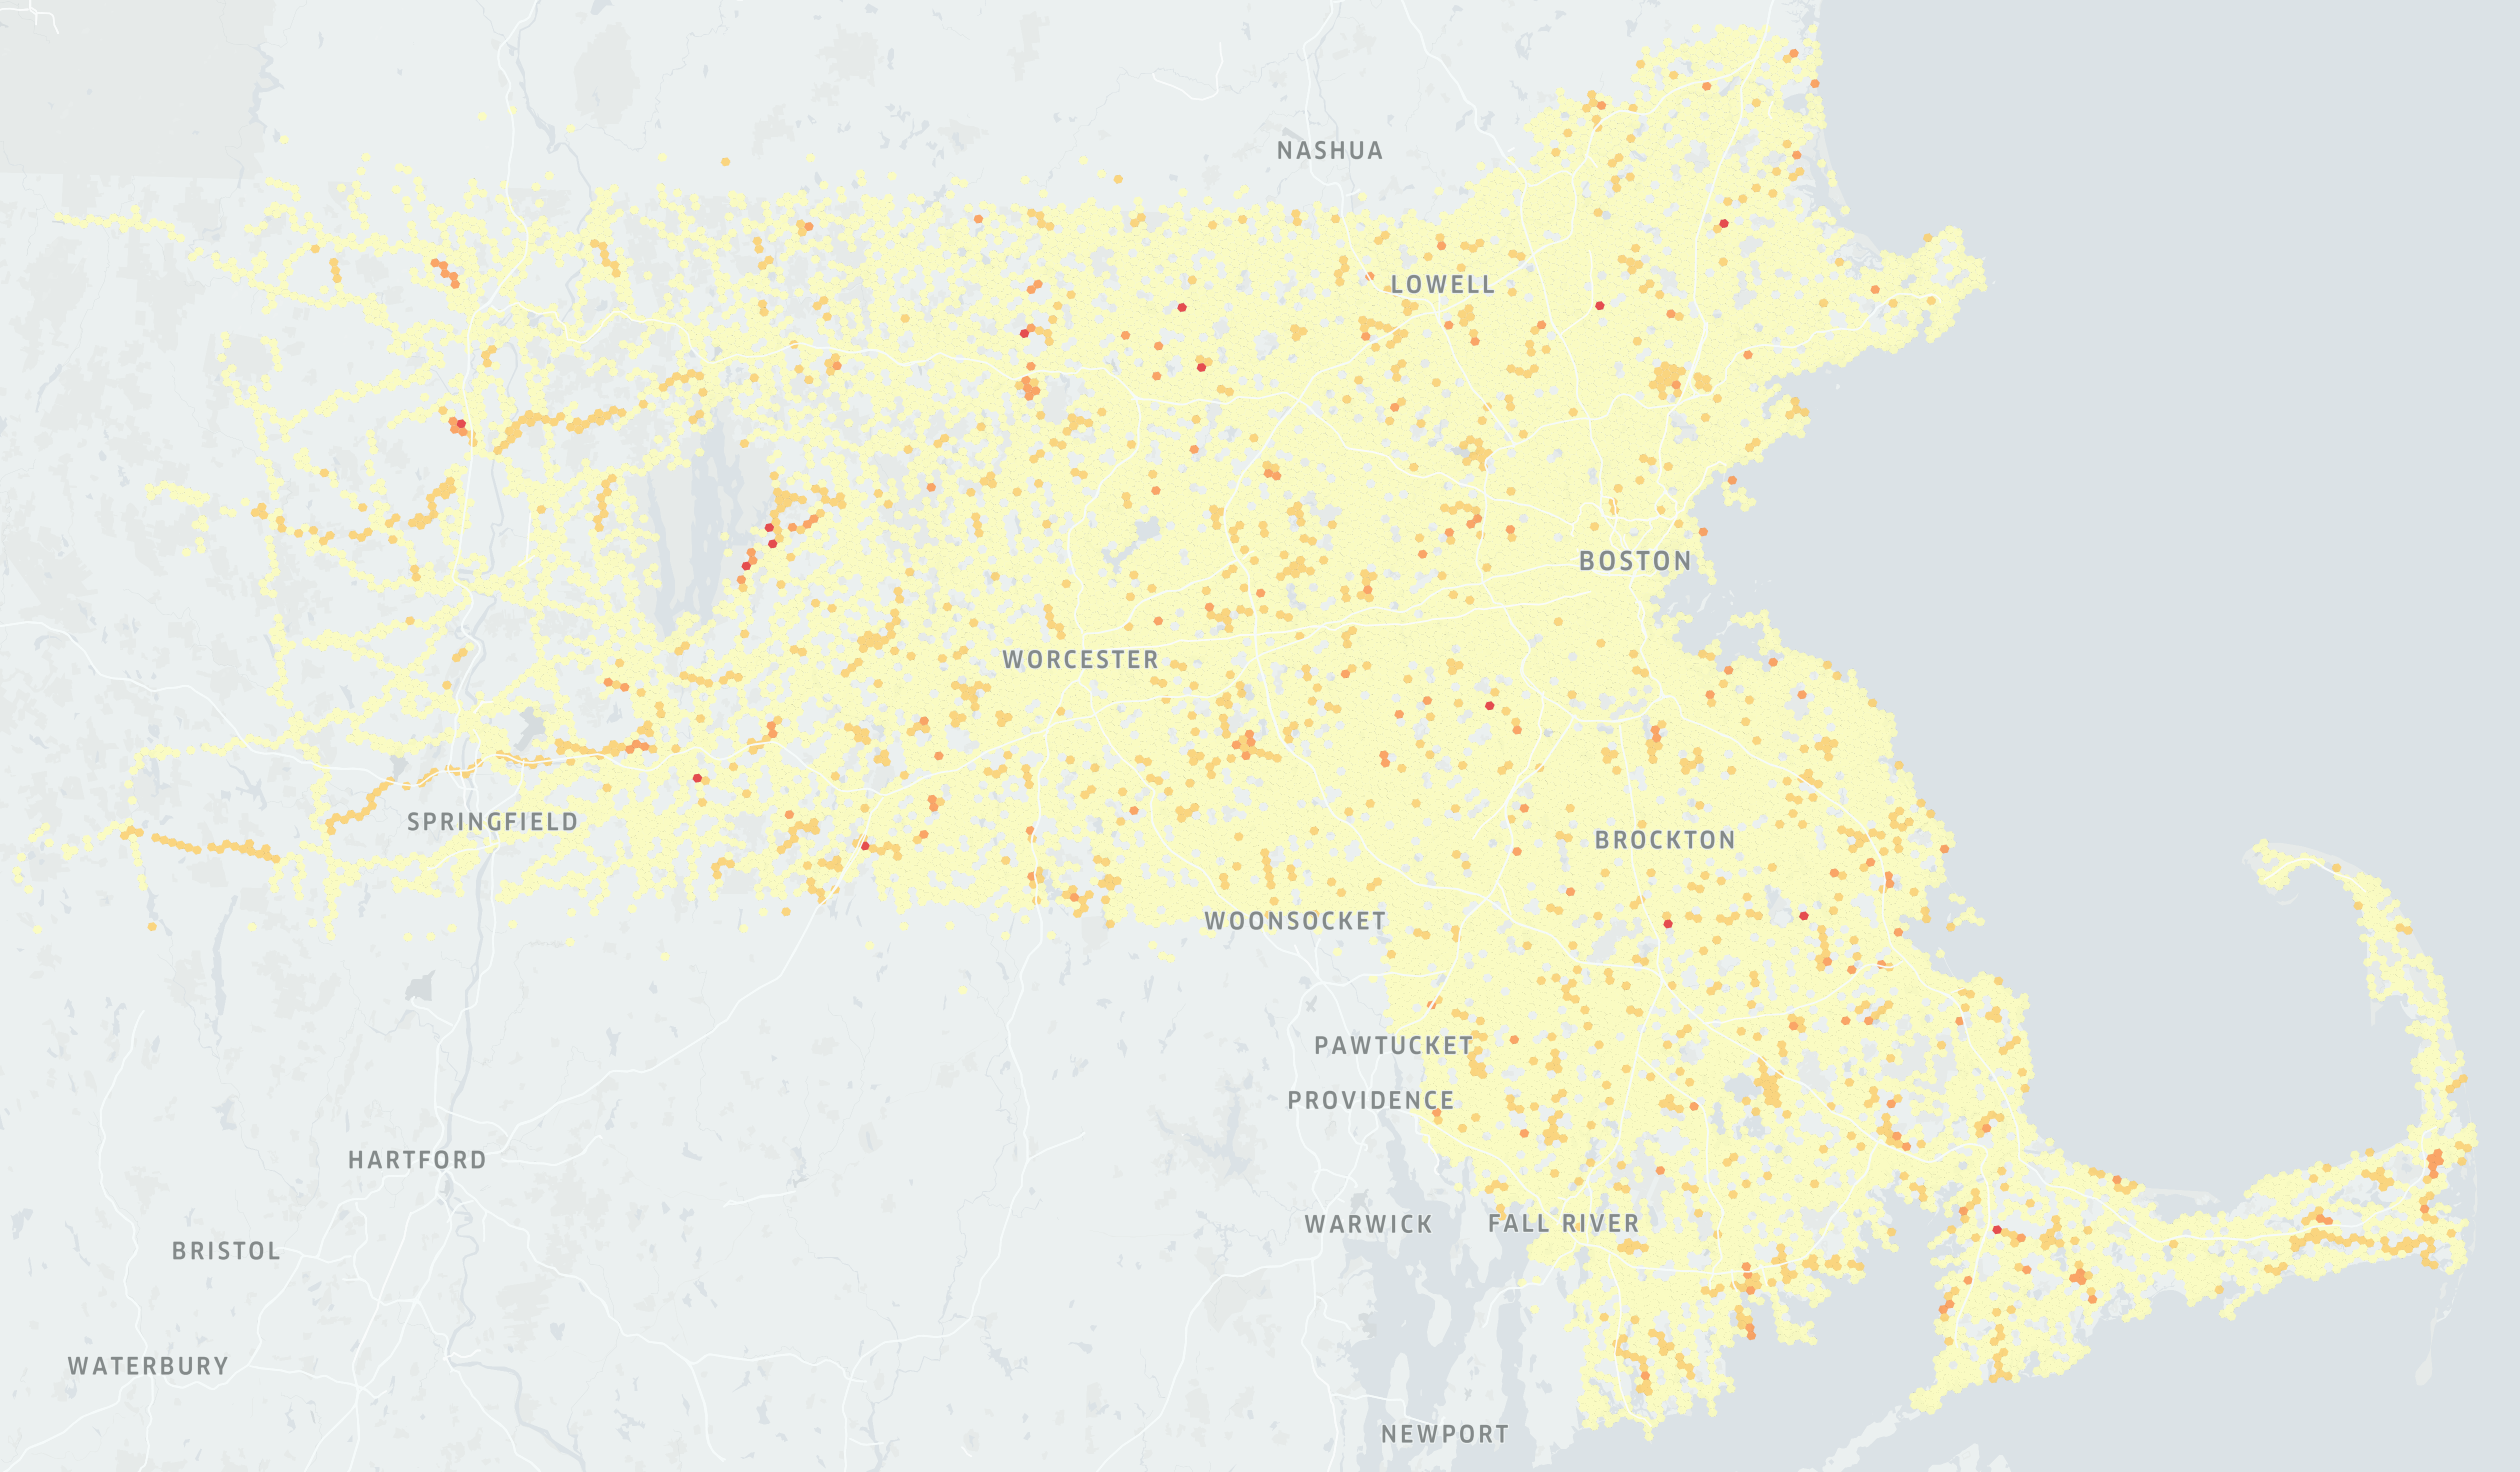 NASHUA
LOWELL
BOSTON
WORCESTER
SPRINGFIELD
BROCKTON
WOONSOCKET
PAWTUCKET
PROVIDENCE
HARTFORD
WARWICK
FALL RIVER
BRISTOL
WATERBURY
NEWPORT